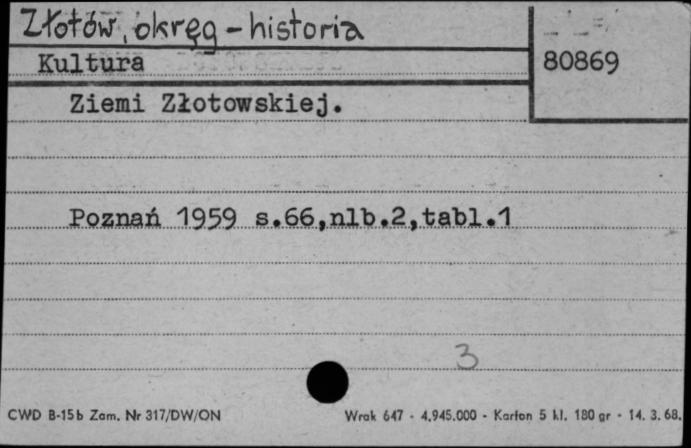 Złotów, okręg - historia
Kultura
80869
Ziemi Złotowskiej.
Poznań 1959 s.66,nlb.2,tabl.1
3
CWD B-15b Zam. Nr 317/DW/ON
Wrak 647 - 4.945.000 - Karton 5 kl. 180 gr - 14. 3. 68.